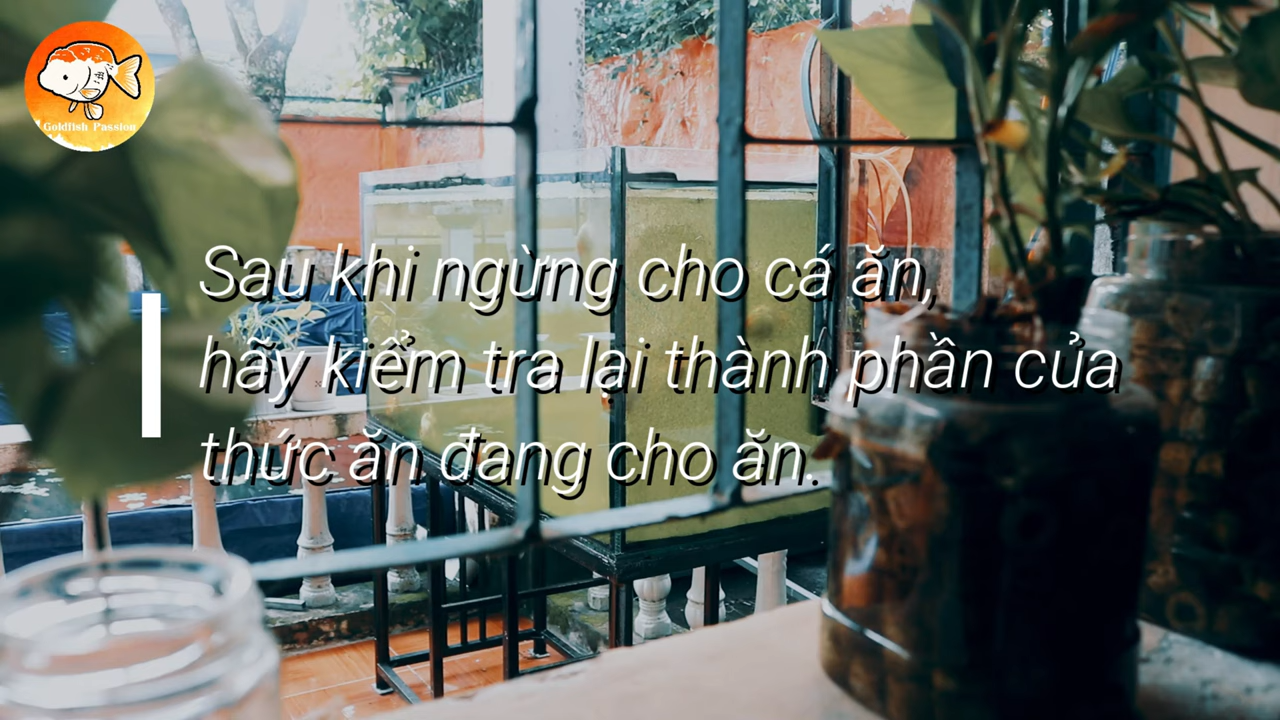 Goldfish Passion
Sau khi ngừng cho cá ăn,
hãy kiểm tra lại thành phần của
thức ăn đang cho ăn.